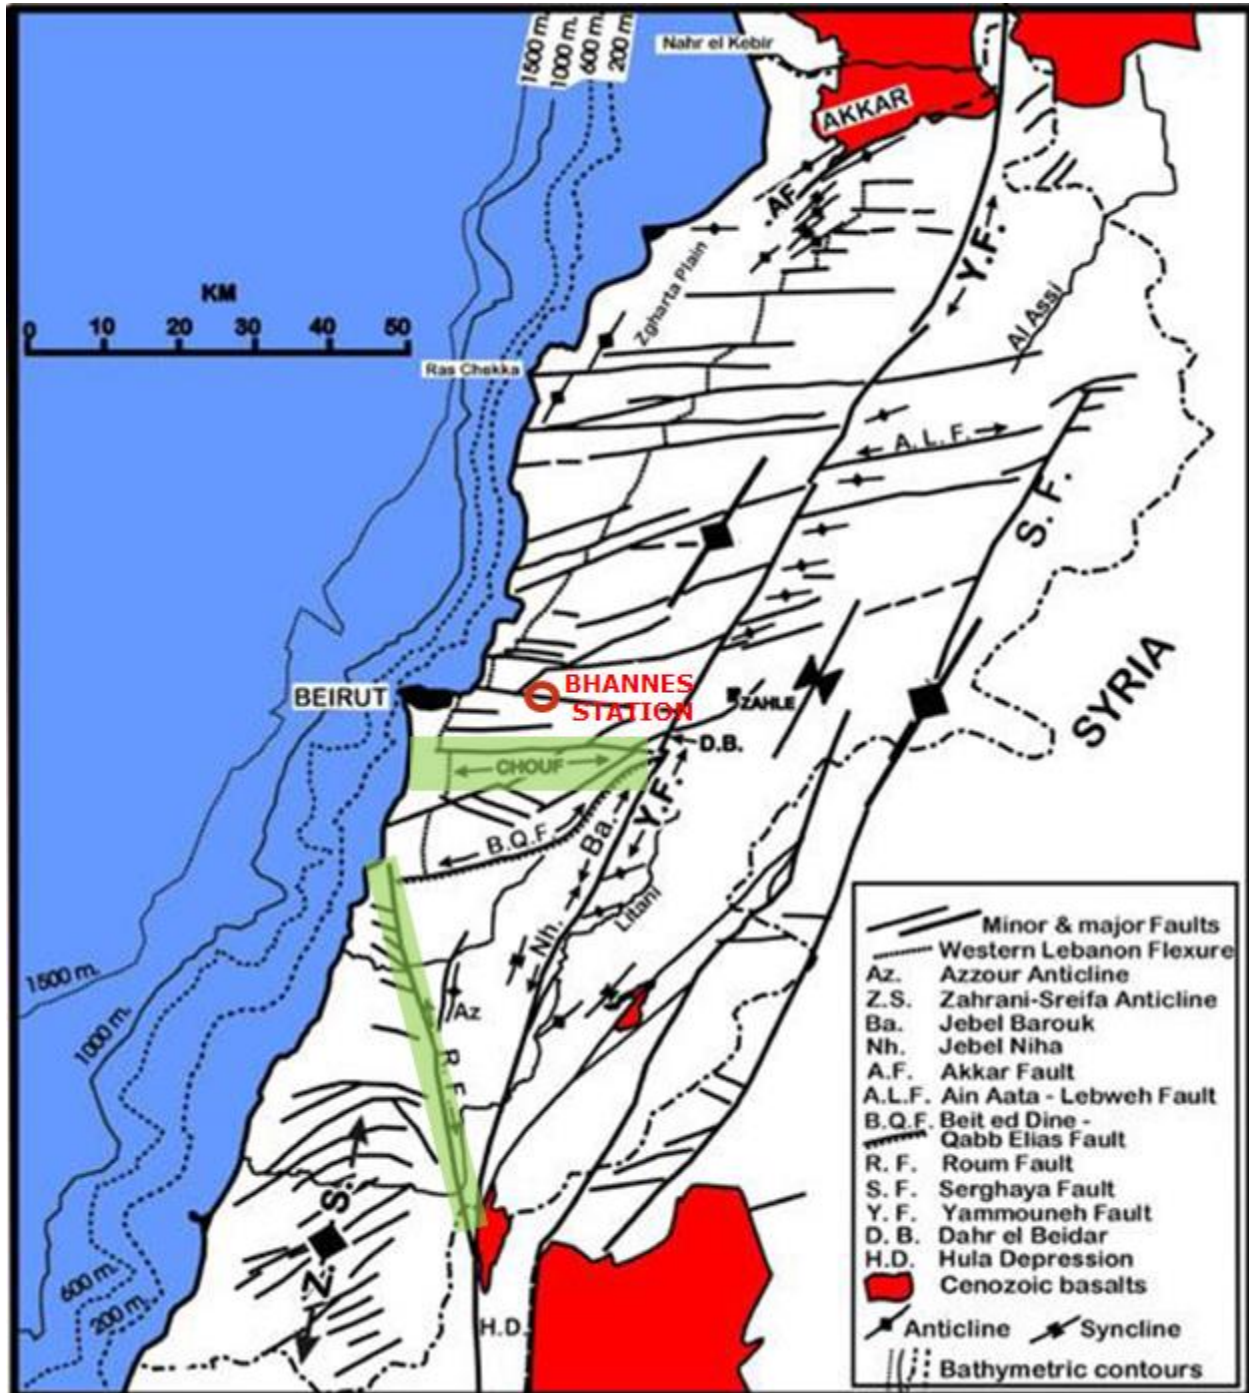 1500 m.
1000 m.
600 m.
200 m.
Nahr el Kebir
AKKAR
AF
Y.F.
Zgharta Plain
Al Assi
KM
0 10 20 30 40 50
Ras Chekka
A. L. F.
S. F.
SYRIA
BEIRUT
BHANNES
STATION
ZAHLE
D.B.
CHOUF
Y.F.
B.Q.F.
Ba.
Litani
Nh.
1500 m.
1000 m.
Az
R. F.
Z. S.
600 m.
200 m.
H.D.
Minor & major Faults
Western Lebanon Flexure
Az. Azzour Anticline
Z.S. Zahrani-Sreifa Anticline
Ba. Jebel Barouk
Nh. Jebel Niha
A.F. Akkar Fault
A.L.F. Ain Aata - Lebweh Fault
B.Q.F. Beit ed Dine -
Qabb Elias Fault
R. F. Roum Fault
S. F. Serghaya Fault
Y. F. Yammouneh Fault
D. B. Dahr el Beidar
H.D. Hula Depression
Cenozoic basalts
Anticline Syncline
Bathymetric contours